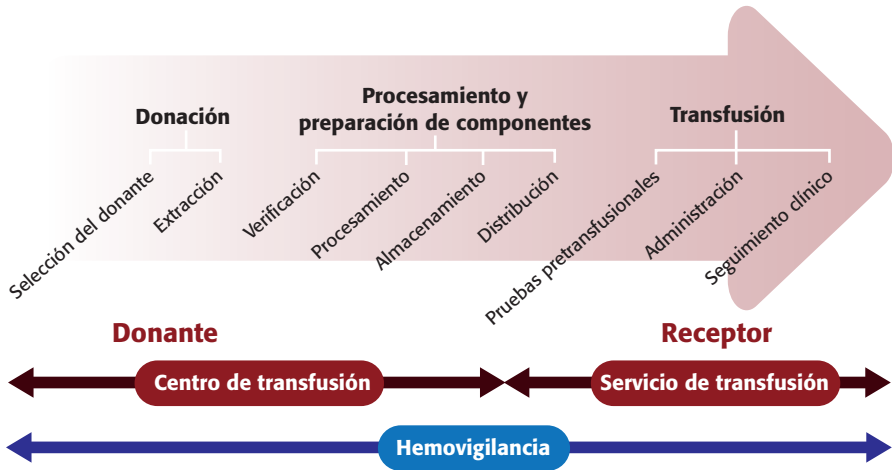 Donación
Procesamiento y
preparación de componentes
Transfusión
Selección del donante
Extracción
Verificación
Procesamiento
Almacenamiento
Distribución
Pruebas pretransfusionales
Administración
Seguimiento clínico
Donante
Receptor
Centro de transfusión
Servicio de transfusión
Hemovigilancia